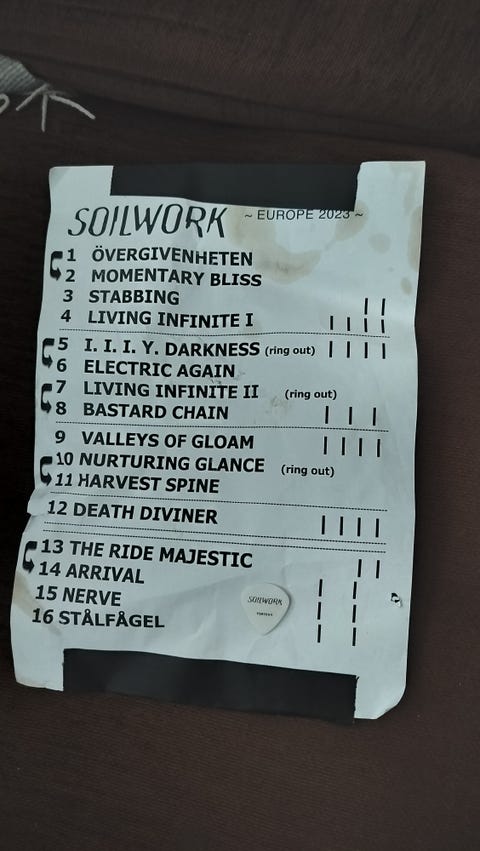 SOILWORK ~ EUROPE 2023 ~
1 ÖVERGIVENHETEN
2 MOMENTARY BLISS
3 STABBING
4 LIVING INFINITE I
5 I. I. I. Y. DARKNESS (ring out)
6 ELECTRIC AGAIN
7 LIVING INFINITE II (ring out)
8 BASTARD CHAIN
9 VALLEYS OF GLOAM
10 NURTURING GLANCE (ring out)
11 HARVEST SPINE
12 DEATH DIVINER
13 THE RIDE MAJESTIC
14 ARRIVAL
15 NERVE
16 STÅLFÅGEL
SOILWORK